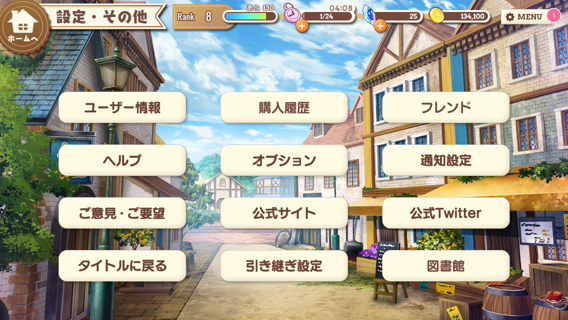 設定・その他
ホームへ
Rank 8
あと 130
1/24
04:08
25
134,100
MENU
1
ユーザー情報
購入履歴
フレンド
ヘルプ
オプション
通知設定
ご意見・ご要望
公式サイト
公式Twitter
タイトルに戻る
引き継ぎ設定
図書館